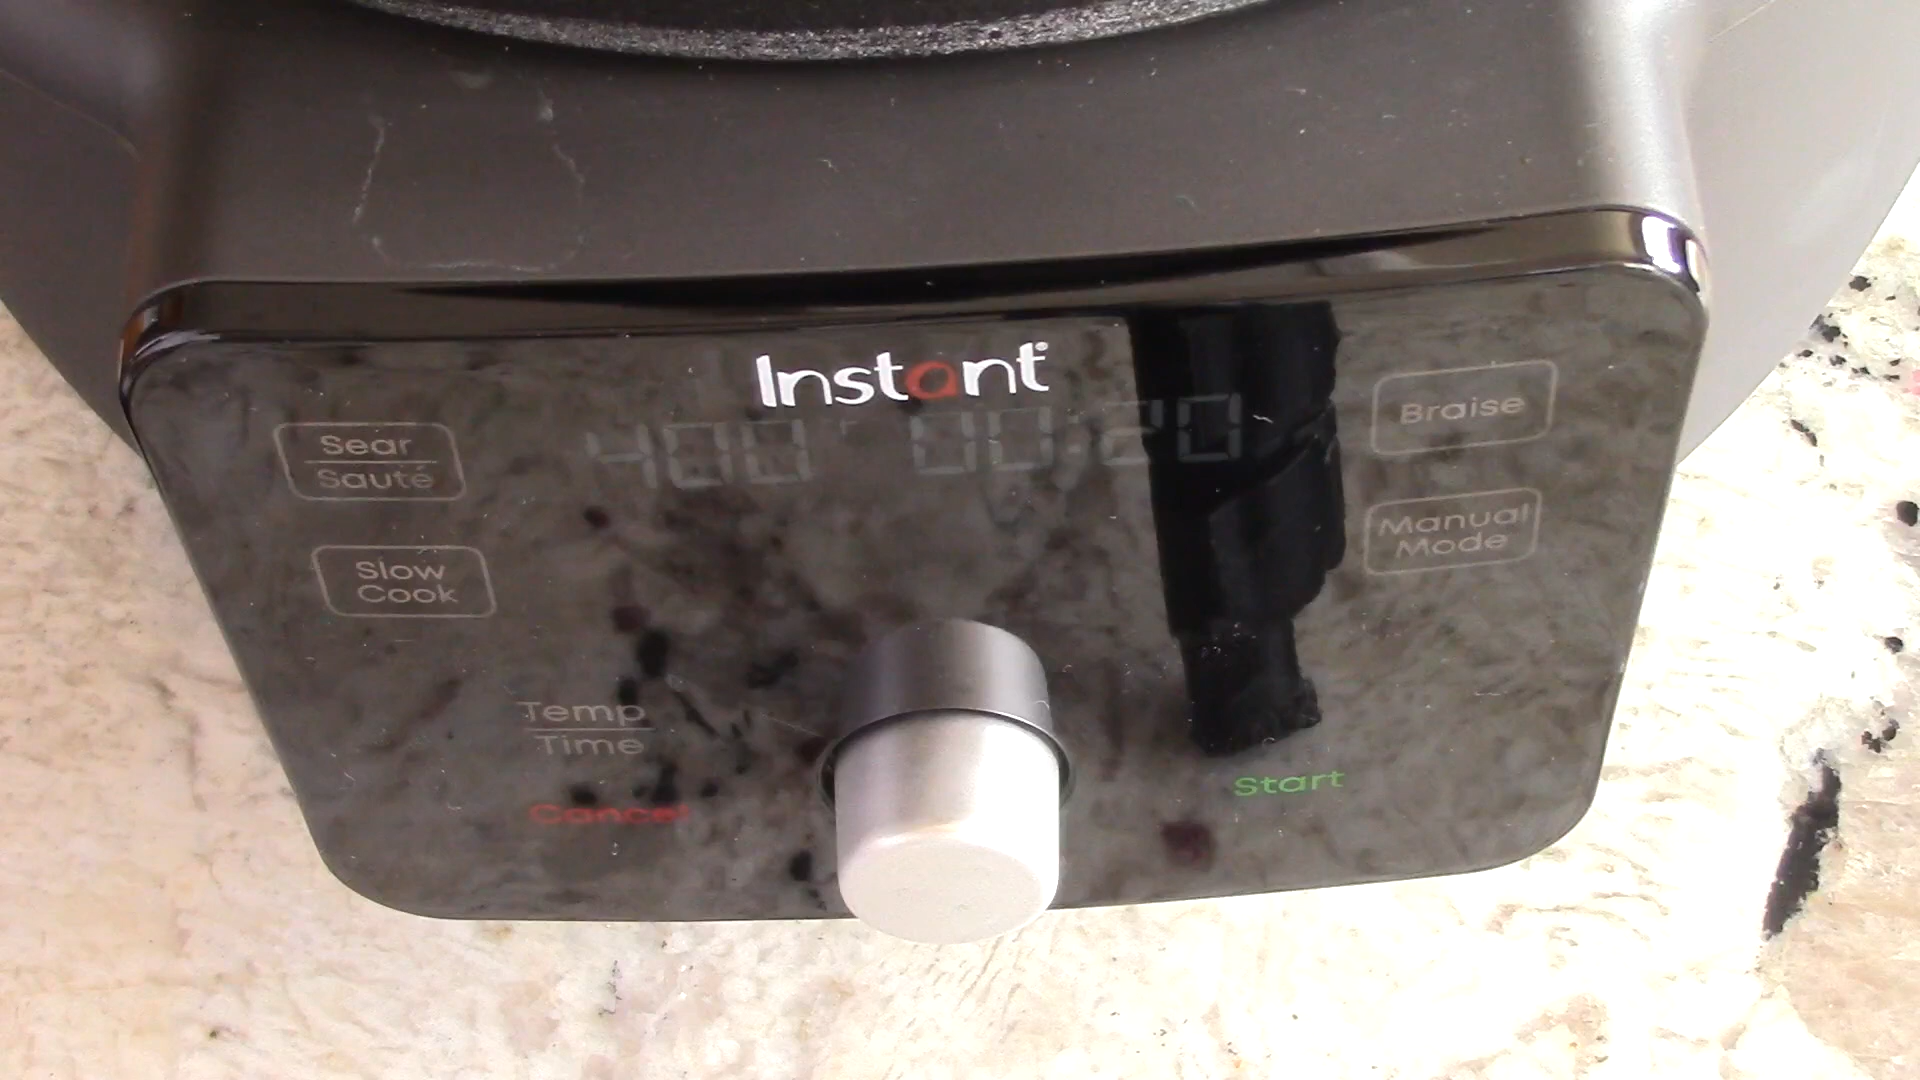 Instant®
400° 00:20
Sear
Sauté
Braise
Slow
Cook
Manual
Mode
Temp
Time
Cancel
Start